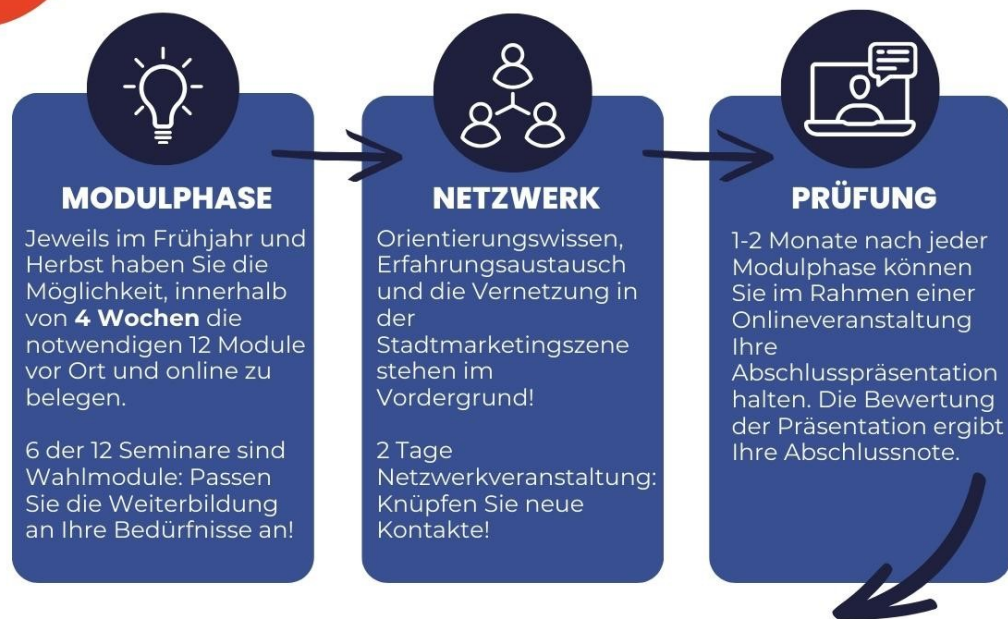 MODULPHASE
Jeweils im Frühjahr und
Herbst haben Sie die
Möglichkeit, innerhalb
von 4 Wochen die
notwendigen 12 Module
vor Ort und online zu
belegen.
6 der 12 Seminare sind
Wahlmodule: Passen
Sie die Weiterbildung
an Ihre Bedürfnisse an!
NETZWERK
Orientierungswissen,
Erfahrungsaustausch
und die Vernetzung in
der
Stadtmarketingszene
stehen im
Vordergrund!
2 Tage
Netzwerkveranstaltung:
Knüpfen Sie neue
Kontakte!
PRÜFUNG
1-2 Monate nach jeder
Modulphase können
Sie im Rahmen einer
Onlineveranstaltung
Ihre
Abschlusspräsentation
halten. Die Bewertung
der Präsentation ergibt
Ihre Abschlussnote.